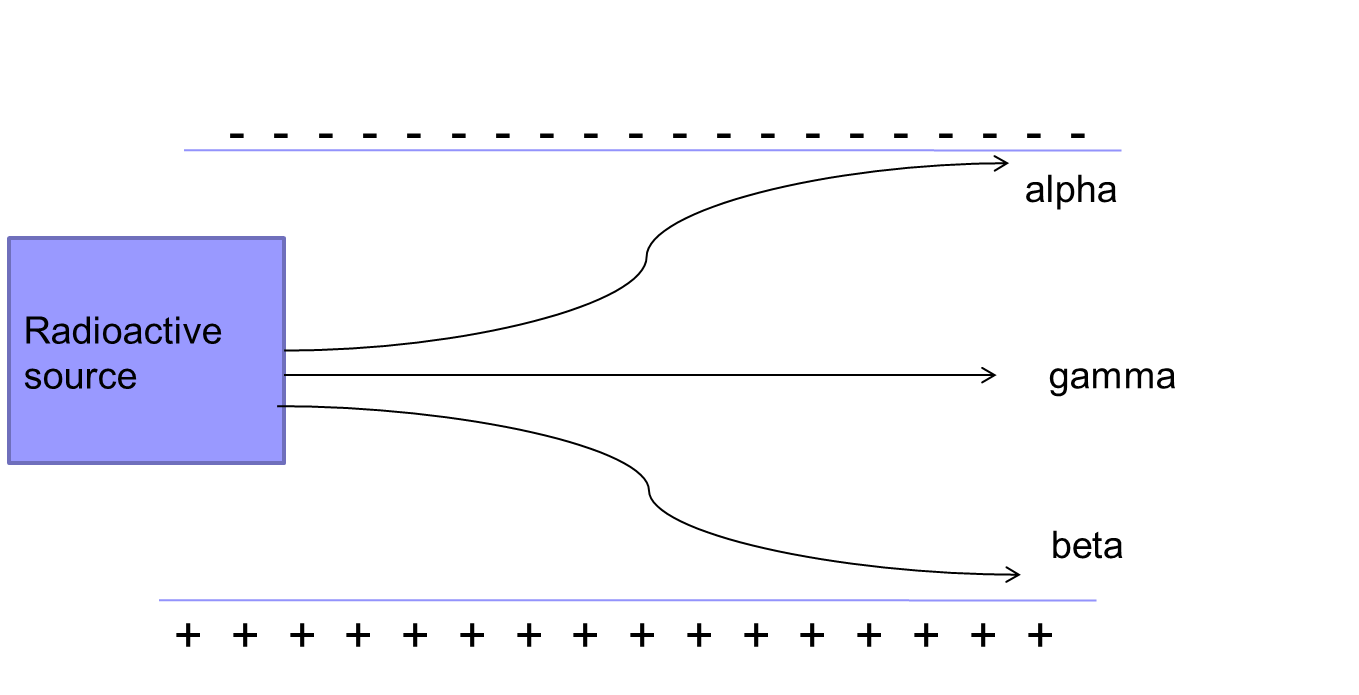 - - - - - - - - - - - - - - - - - - - -
alpha
Radioactive
source
gamma
beta
+ + + + + + + + + + + + + + + +